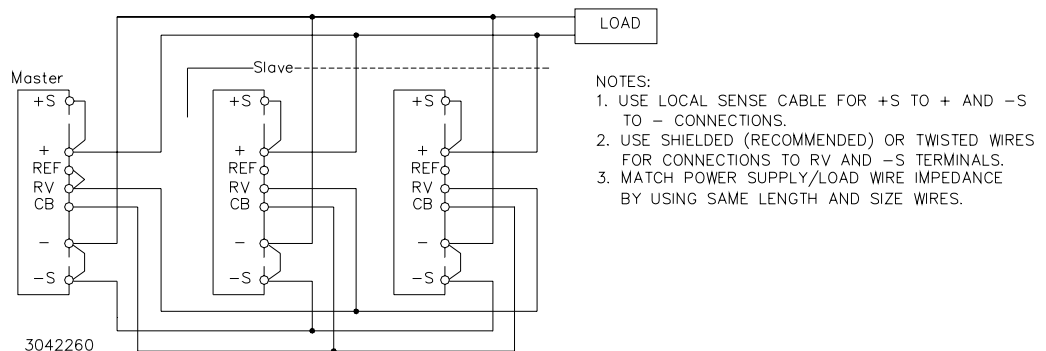 LOAD
Slave
Master
+S
+
REF
RV
CB
−
−S
+S
+
REF
RV
CB
−
−S
+S
+
REF
RV
CB
−
−S
NOTES:
1. USE LOCAL SENSE CABLE FOR +S TO + AND −S
TO − CONNECTIONS.
2. USE SHIELDED (RECOMMENDED) OR TWISTED WIRES
FOR CONNECTIONS TO RV AND −S TERMINALS.
3. MATCH POWER SUPPLY/LOAD WIRE IMPEDANCE
BY USING SAME LENGTH AND SIZE WIRES.
3042260